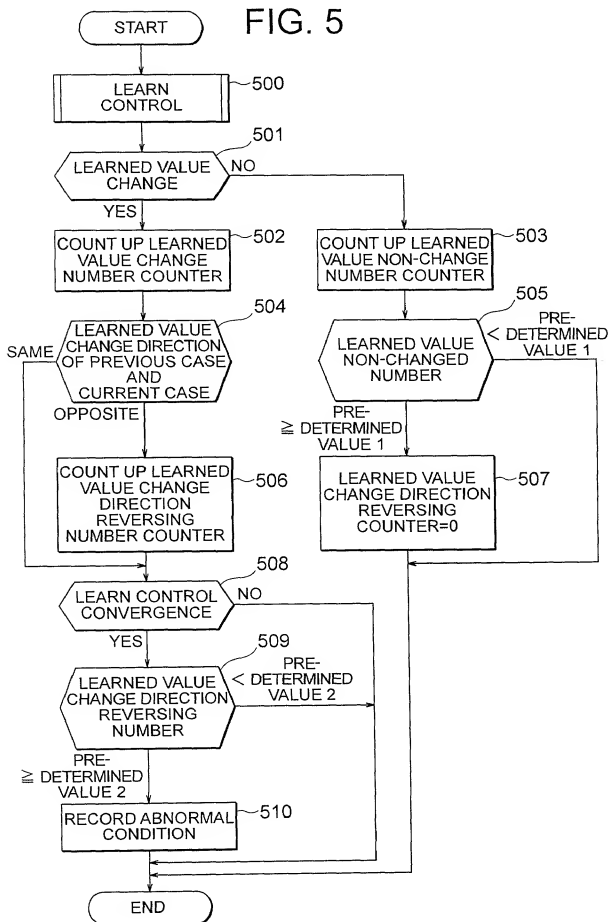 FIG. 5
START
LEARN
CONTROL
500
501
LEARNED VALUE
CHANGE
NO
YES
502
COUNT UP LEARNED
VALUE CHANGE
NUMBER COUNTER
503
COUNT UP LEARNED
VALUE NON-CHANGE
NUMBER COUNTER
504
LEARNED VALUE
CHANGE DIRECTION
OF PREVIOUS CASE
AND
CURRENT CASE
SAME
OPPOSITE
505
LEARNED VALUE
NON-CHANGED
NUMBER
PRE-
< DETERMINED
VALUE 1
PRE-
≧ DETERMINED
VALUE 1
COUNT UP LEARNED
VALUE CHANGE
DIRECTION
REVERSING
NUMBER COUNTER
506
LEARNED VALUE
CHANGE DIRECTION
REVERSING
COUNTER=0
507
508
LEARN CONTROL
CONVERGENCE
NO
YES
509
LEARNED VALUE
CHANGE DIRECTION
REVERSING
NUMBER
PRE-
< DETERMINED
VALUE 2
PRE-
≧ DETERMINED
VALUE 2
RECORD ABNORMAL
CONDITION
510
END